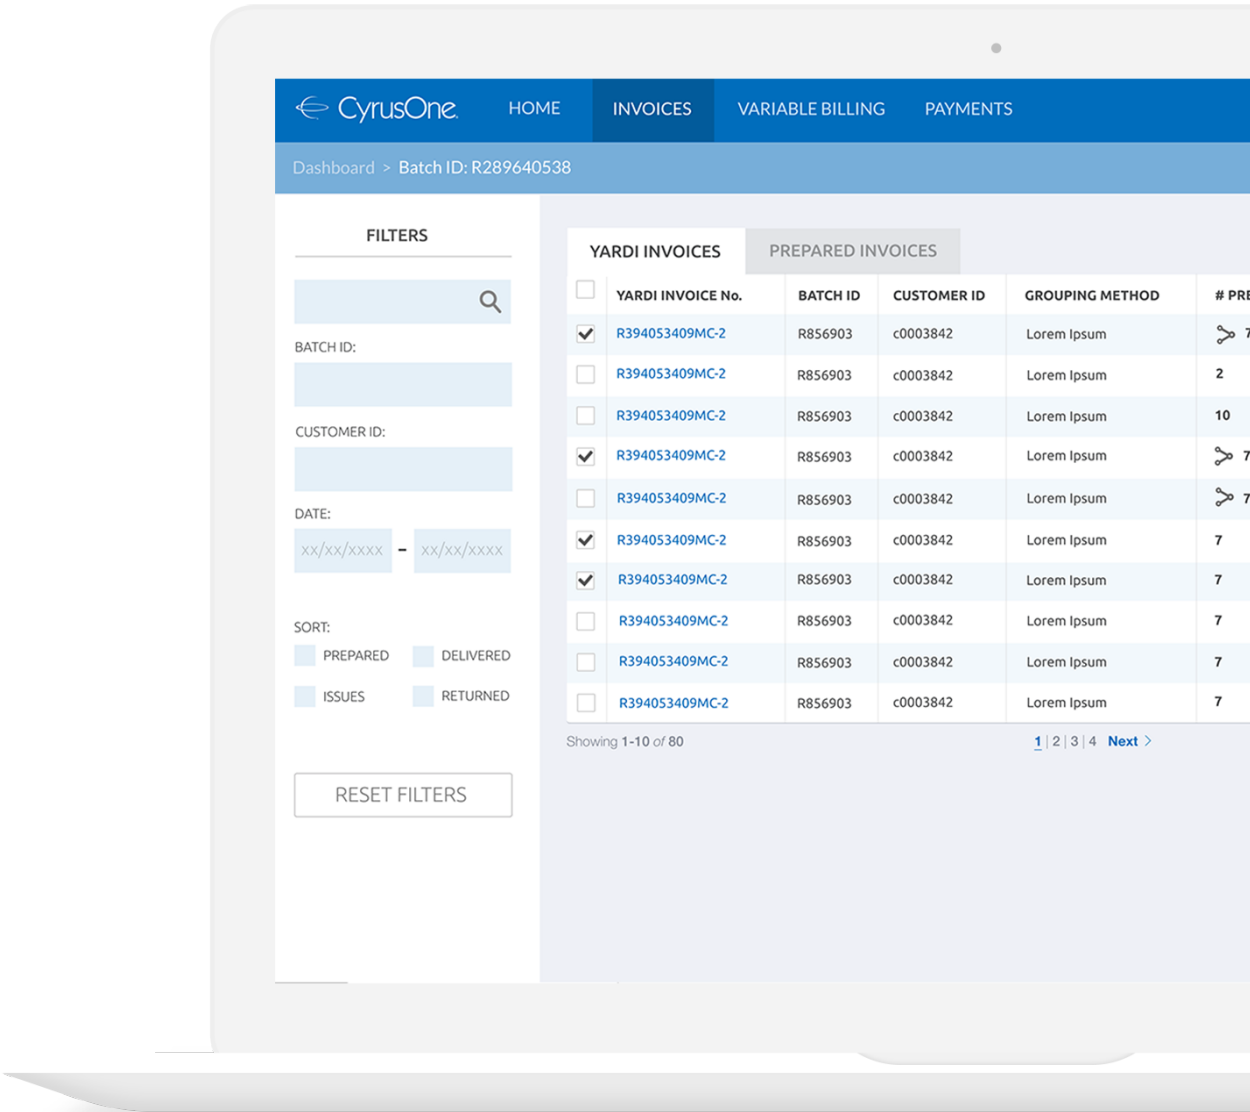 CyrusOne. HOME INVOICES VARIABLE BILLING PAYMENTS
Dashboard > Batch ID: R289640538
FILTERS
BATCH ID:
CUSTOMER ID:
DATE:
xx/xx/xxxx - xx/xx/xxxx
SORT:
PREPARED DELIVERED
ISSUES RETURNED
RESET FILTERS
YARDI INVOICES PREPARED INVOICES
YARDI INVOICE No. BATCH ID CUSTOMER ID GROUPING METHOD # PRE
R394053409MC-2 R856903 c0003842 Lorem Ipsum 7
R394053409MC-2 R856903 c0003842 Lorem Ipsum 2
R394053409MC-2 R856903 c0003842 Lorem Ipsum 10
R394053409MC-2 R856903 c0003842 Lorem Ipsum 7
R394053409MC-2 R856903 c0003842 Lorem Ipsum 7
R394053409MC-2 R856903 c0003842 Lorem Ipsum 7
R394053409MC-2 R856903 c0003842 Lorem Ipsum 7
R394053409MC-2 R856903 c0003842 Lorem Ipsum 7
R394053409MC-2 R856903 c0003842 Lorem Ipsum 7
R394053409MC-2 R856903 c0003842 Lorem Ipsum 7
Showing 1-10 of 80 1 | 2 | 3 | 4 Next >